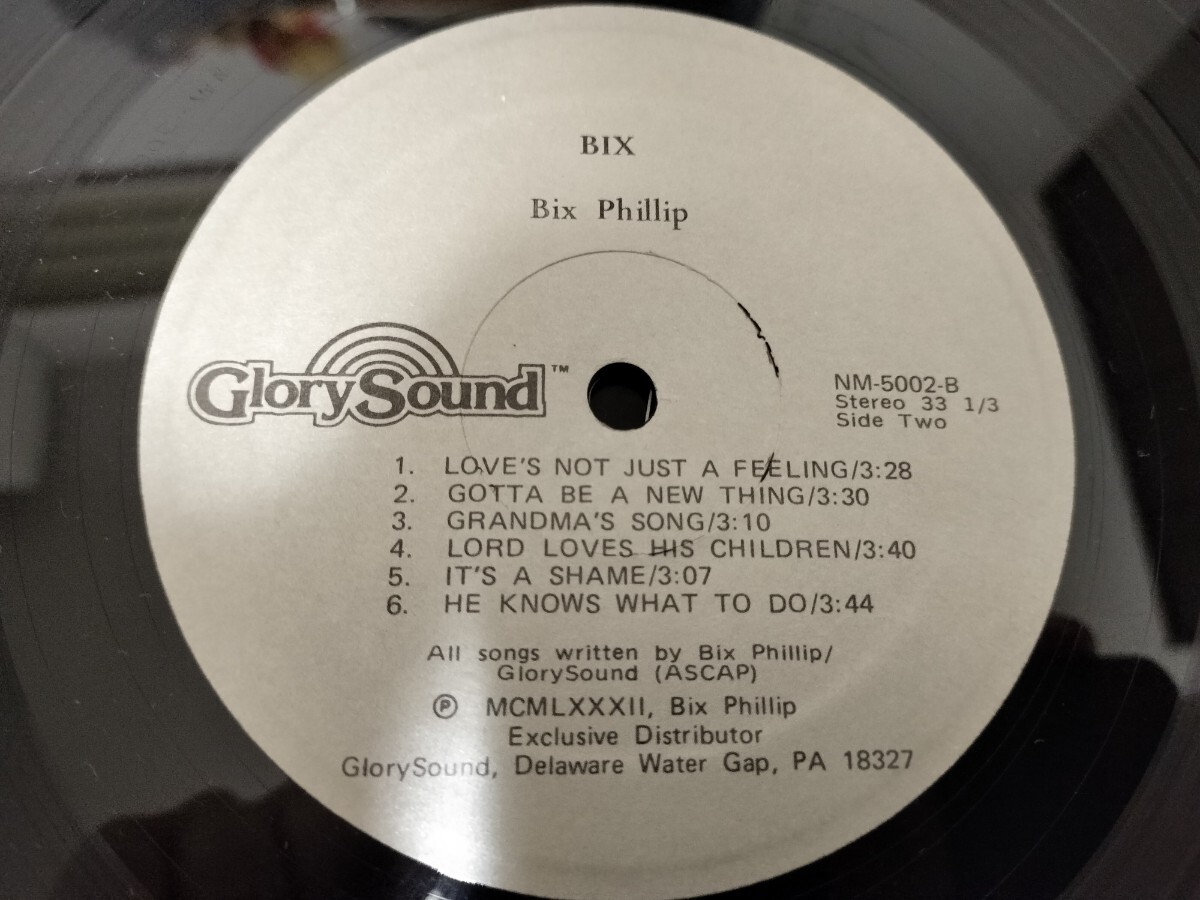 BIX
Bix Phillip
GlorySound™
NM-5002-B
Stereo 33 1/3
Side Two
1. LOVE'S NOT JUST A FEELING/3:28
2. GOTTA BE A NEW THING/3:30
3. GRANDMA'S SONG/3:10
4. LORD LOVES HIS CHILDREN/3:40
5. IT'S A SHAME/3:07
6. HE KNOWS WHAT TO DO/3:44
All songs written by Bix Phillip/
GlorySound (ASCAP)
℗ MCMLXXXII, Bix Phillip
Exclusive Distributor
GlorySound, Delaware Water Gap, PA 18327